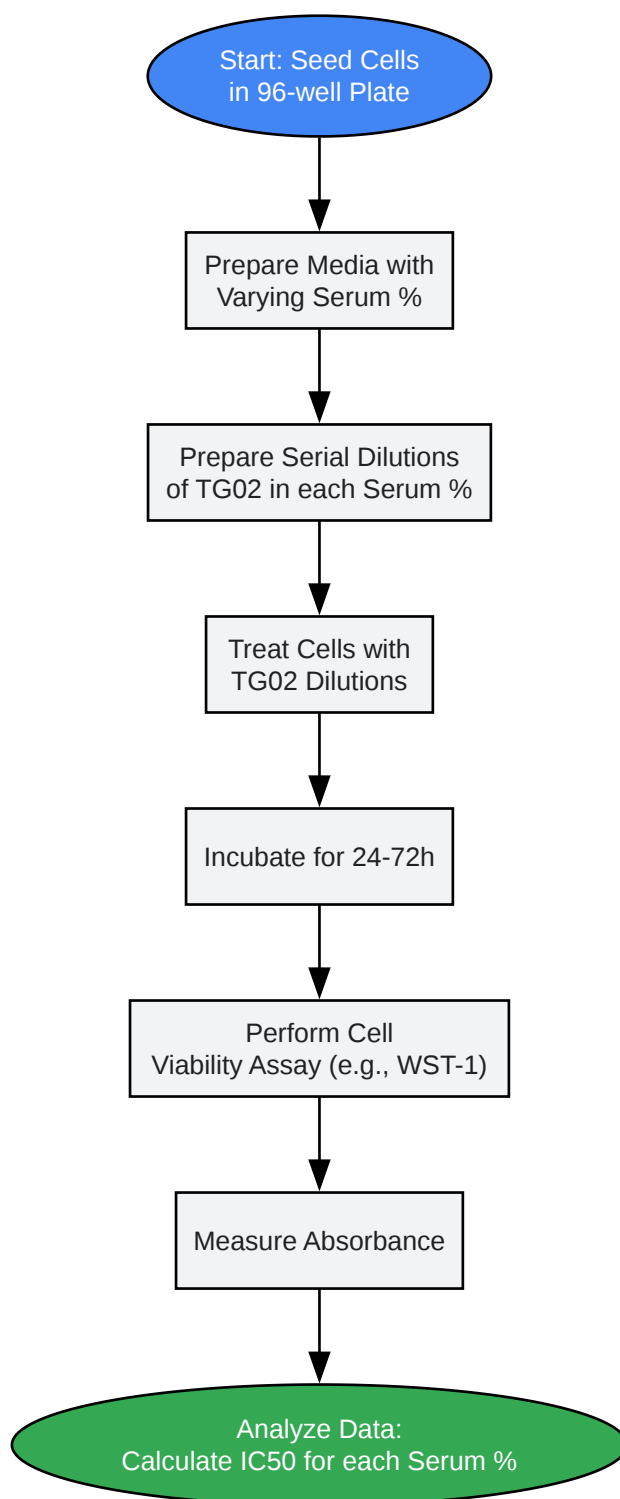 Start: Seed Cells
in 96-well Plate
Prepare Media with
Varying Serum %
Prepare Serial Dilutions
of TG02 in each Serum %
Treat Cells with
TG02 Dilutions
Incubate for 24-72h
Perform Cell
Viability Assay (e.g., WST-1)
Measure Absorbance
Analyze Data:
Calculate IC50 for each Serum %